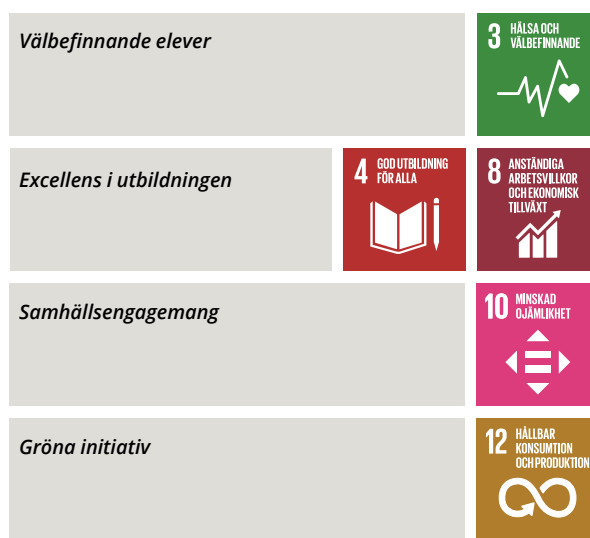 Välbefinnande elever
3 HÄLSA OCH
VÄLBEFINNANDE
Excellens i utbildningen
4 GOD UTBILDNING
FÖR ALLA
8 ANSTÄNDIGA
ARBETSVILLKOR
OCH EKONOMISK
TILLVÄXT
Samhällsengagemang
10 MINSKAD
OJÄMLIKHET
Gröna initiativ
12 HÅLLBAR
KONSUMTION
OCH PRODUKTION